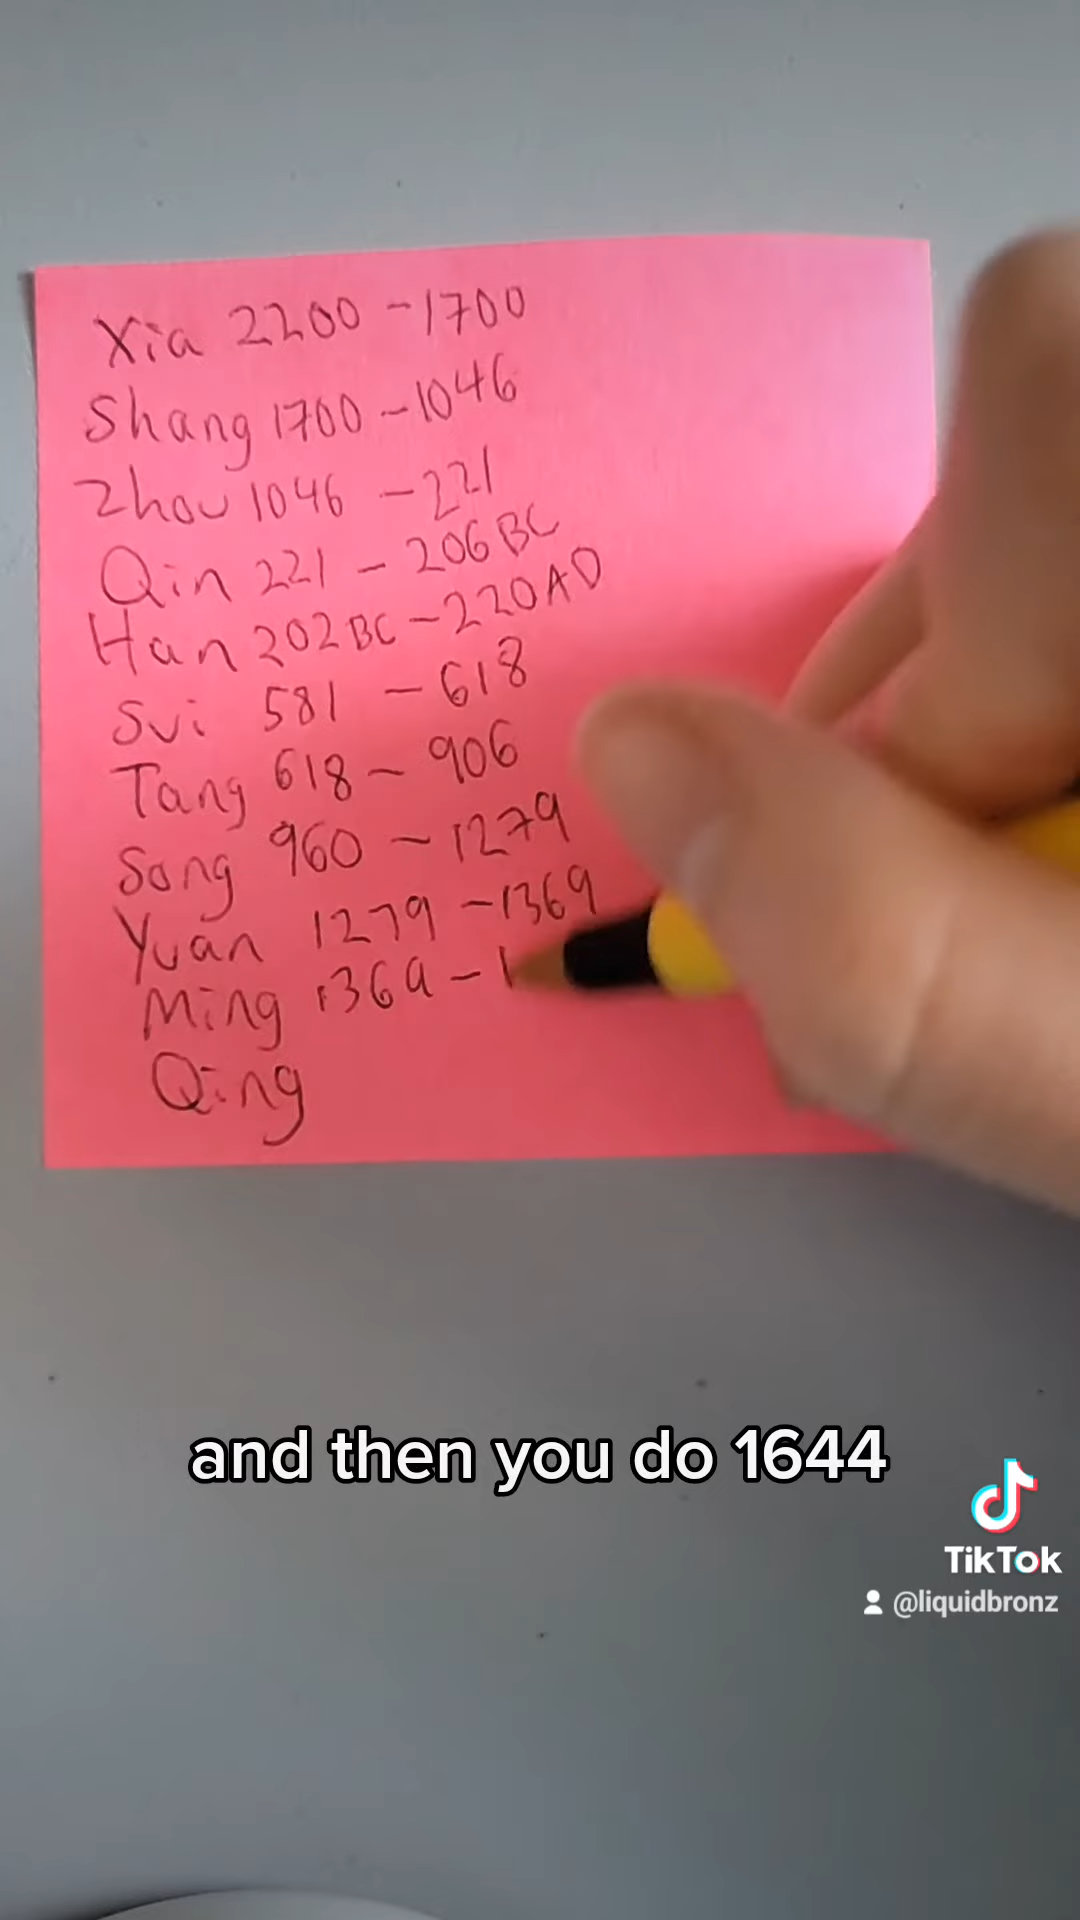 Xia 2200 - 1700
Shang 1700 - 1046
Zhou 1046 - 221
Qin 221 - 206 BC
Han 202 BC - 220 AD
Sui 581 - 618
Tang 618 - 906
Song 960 - 1279
Yuan 1279 - 1369
Ming 1369 - 1
Qing
and then you do 1644
TikTok
@liquidbronz